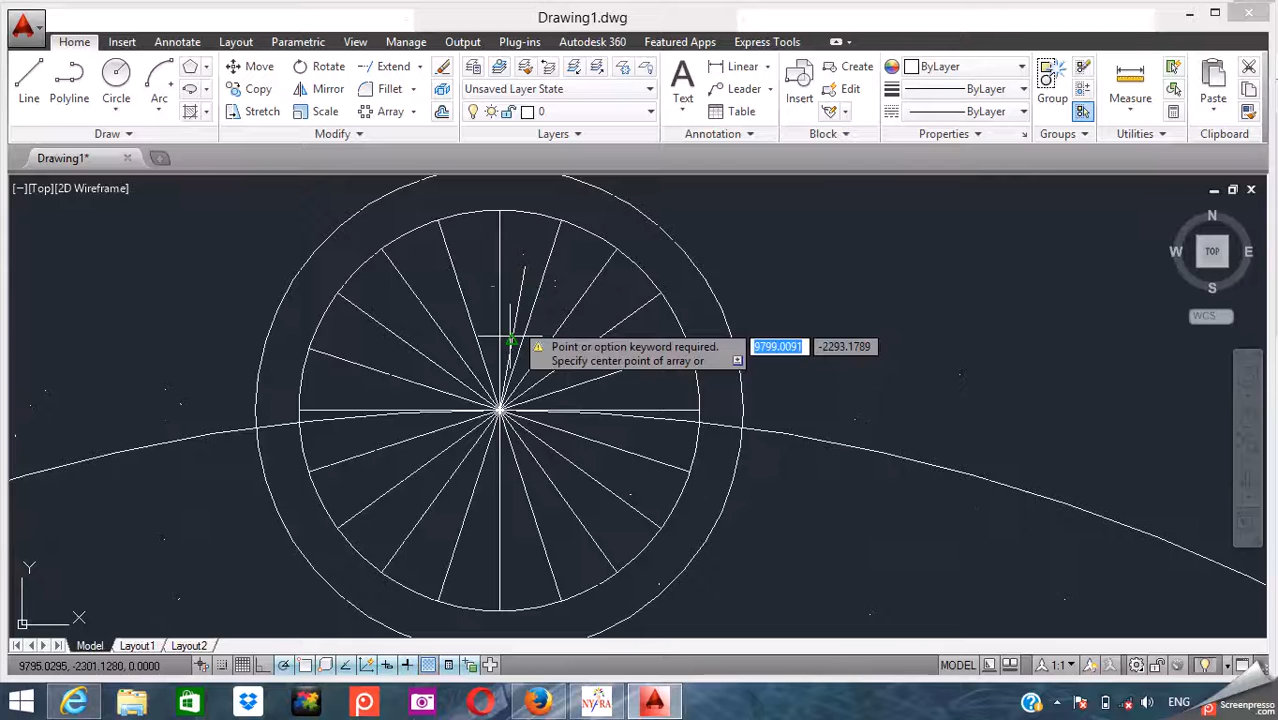 Drawing1.dwg
Home Insert Annotate Layout Parametric View Manage Output Plug-ins Autodesk 360 Featured Apps Express Tools
Line Polyline Circle Arc
Move Rotate Extend
Copy Mirror Fillet
Stretch Scale Array
Unsaved Layer State
0
Text
Linear
Leader
Table
Insert
Create
Edit
ByLayer
ByLayer
ByLayer
Group
Measure
Paste
Draw Modify Layers Annotation Block Properties Groups Utilities Clipboard
Drawing1*
[−][Top][2D Wireframe]
N
W TOP E
S
WCS
Point or option keyword required.
Specify center point of array or
9799.0091 -2293.1789
Y
X
Model Layout1 Layout2
9795.0295, -2301.1280, 0.0000
MODEL
1:1
NYERA
ENG
Screenpresso
.com